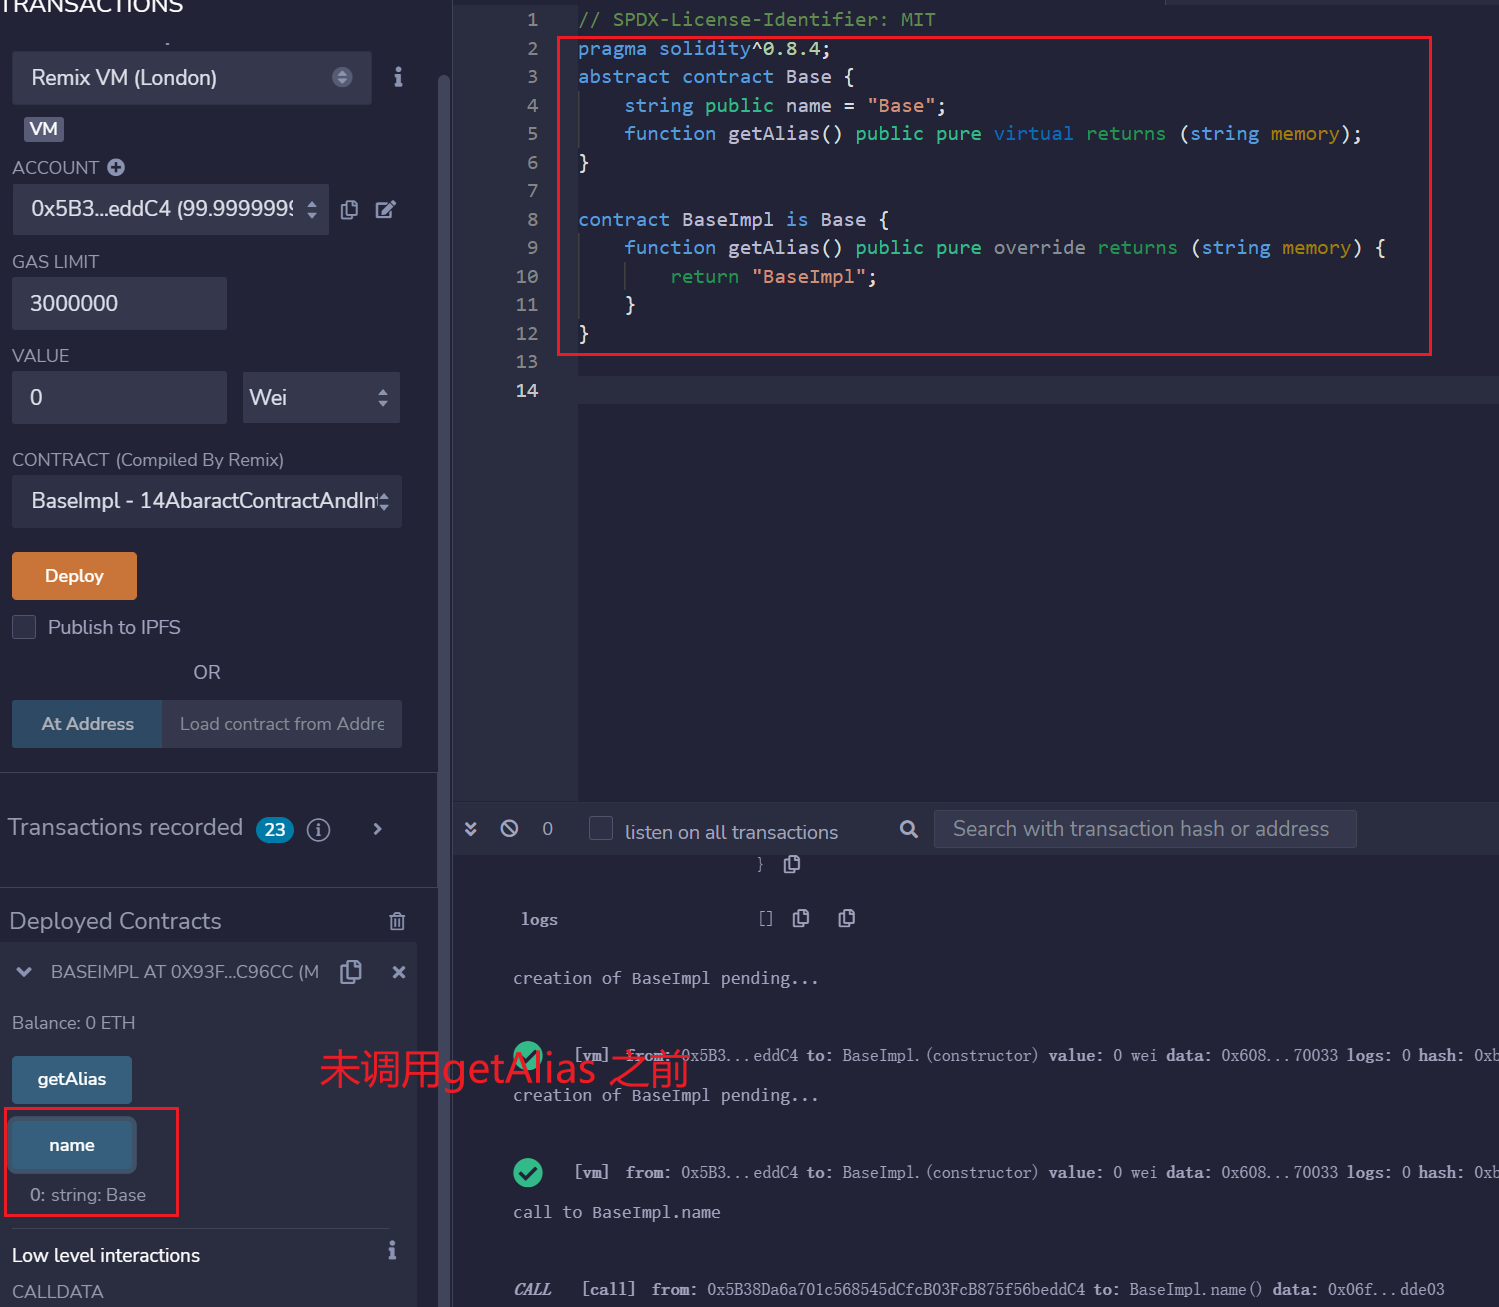 TRANSACTIONS
Remix VM (London)
VM
ACCOUNT
0x5B3...eddC4 (99.9999999
GAS LIMIT
3000000
VALUE
0
Wei
CONTRACT (Compiled By Remix)
BaseImpl - 14AbaractContractAndInt
Deploy
Publish to IPFS
OR
At Address
Load contract from Addre
Transactions recorded 23
Deployed Contracts
BASEIMPL AT 0X93F...C96CC (M
Balance: 0 ETH
getAlias
name
0: string: Base
Low level interactions
CALLDATA
1 // SPDX-License-Identifier: MIT
2 pragma solidity^0.8.4;
3 abstract contract Base {
4 string public name = "Base";
5 function getAlias() public pure virtual returns (string memory);
6 }
7
8 contract BaseImpl is Base {
9 function getAlias() public pure override returns (string memory) {
10 return "BaseImpl";
11 }
12 }
13
14
0
listen on all transactions
Search with transaction hash or address
}
logs []
creation of BaseImpl pending...
[vm] from: 0x5B3...eddC4 to: BaseImpl.(constructor) value: 0 wei data: 0x608...70033 logs: 0 hash: 0xb
未调用getAlias 之前
creation of BaseImpl pending...
[vm] from: 0x5B3...eddC4 to: BaseImpl.(constructor) value: 0 wei data: 0x608...70033 logs: 0 hash: 0xb
call to BaseImpl.name
CALL [call] from: 0x5B38Da6a701c568545dCfcB03FcB875f56beddC4 to: BaseImpl.name() data: 0x06f...dde03